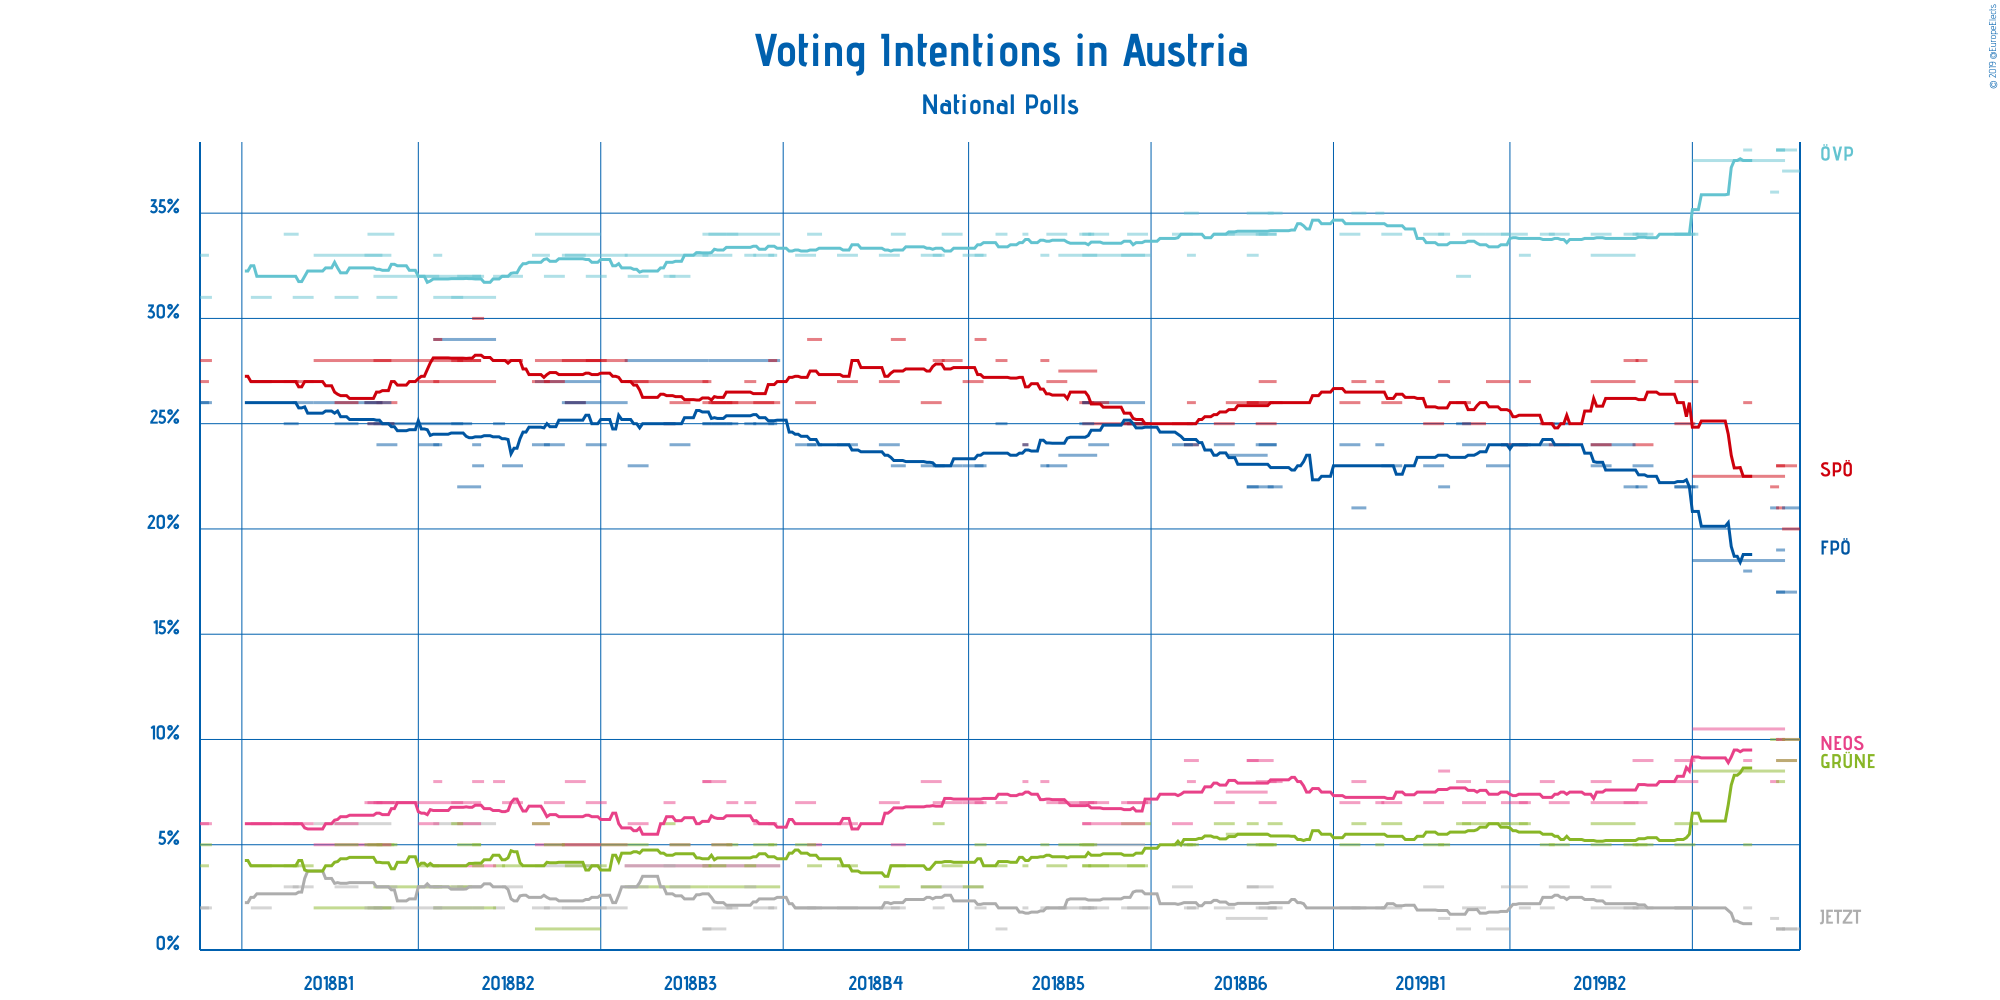 Voting Intentions in Austria
National Polls
© 2019 @EuropeElects
ÖVP
35%
30%
25%
SPÖ
20%
FPÖ
15%
10%
NEOS
GRÜNE
5%
JETZT
0%
2018B1 2018B2 2018B3 2018B4 2018B5 2018B6 2019B1 2019B2